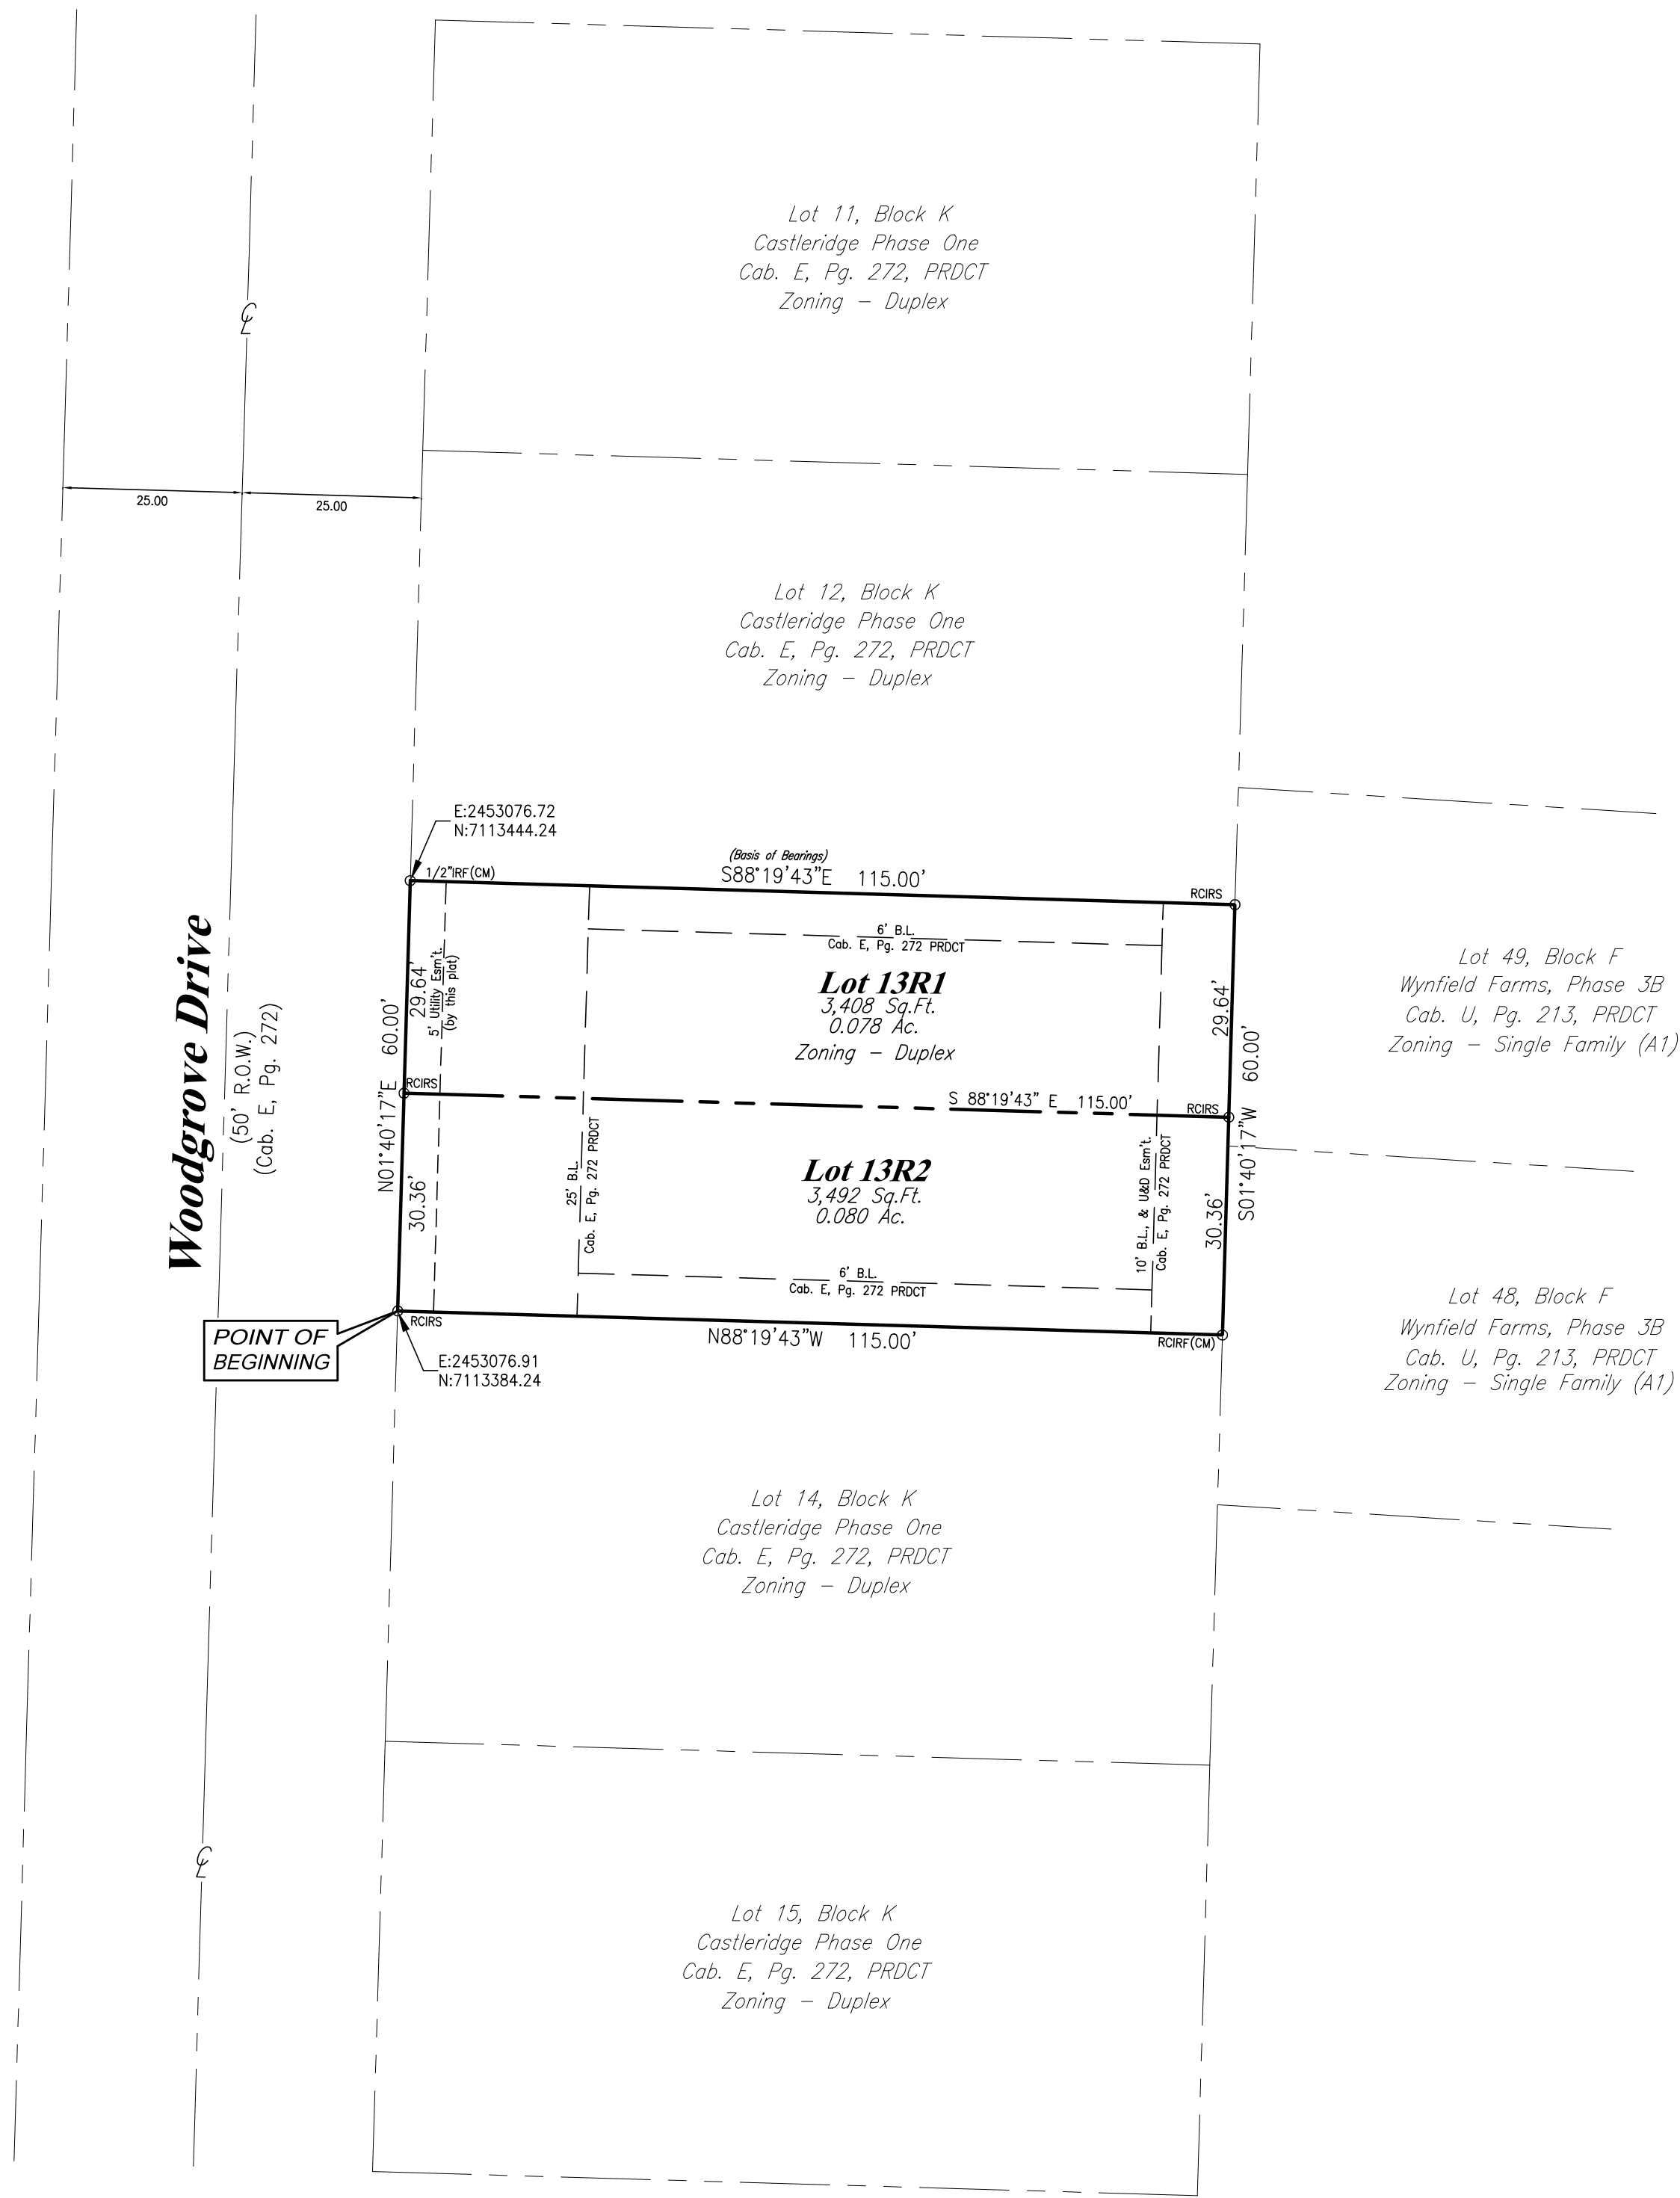 Lot 11, Block K
Castleridge Phase One
Cab. E, Pg. 272, PRDCT
Zoning – Duplex
℄
25.00
25.00
Lot 12, Block K
Castleridge Phase One
Cab. E, Pg. 272, PRDCT
Zoning – Duplex
E:2453076.72
N:7113444.24
1/2"IRF(CM)
(Basis of Bearings)
S88°19'43"E 115.00'
RCIRS
6' B.L.
Cab. E, Pg. 272 PRDCT
Lot 13R1
3,408 Sq.Ft.
0.078 Ac.
Zoning – Duplex
Woodgrove Drive
(50' R.O.W.)
(Cab. E, Pg. 272)
N01°40'17"E 60.00'
29.64'
5' Utility Esm't.
(by this plat)
29.64'
S01°40'17"W 60.00'
RCIRS
S 88°19'43" E 115.00'
RCIRS
30.36'
25' B.L.
Cab. E, Pg. 272 PRDCT
Lot 13R2
3,492 Sq.Ft.
0.080 Ac.
10' B.L., & U&D Esm't.
Cab. E, Pg. 272 PRDCT
30.36'
6' B.L.
Cab. E, Pg. 272 PRDCT
RCIRS
N88°19'43"W 115.00'
RCIRF(CM)
POINT OF
BEGINNING
E:2453076.91
N:7113384.24
Lot 49, Block F
Wynfield Farms, Phase 3B
Cab. U, Pg. 213, PRDCT
Zoning – Single Family (A1)
Lot 48, Block F
Wynfield Farms, Phase 3B
Cab. U, Pg. 213, PRDCT
Zoning – Single Family (A1)
Lot 14, Block K
Castleridge Phase One
Cab. E, Pg. 272, PRDCT
Zoning – Duplex
℄
Lot 15, Block K
Castleridge Phase One
Cab. E, Pg. 272, PRDCT
Zoning – Duplex